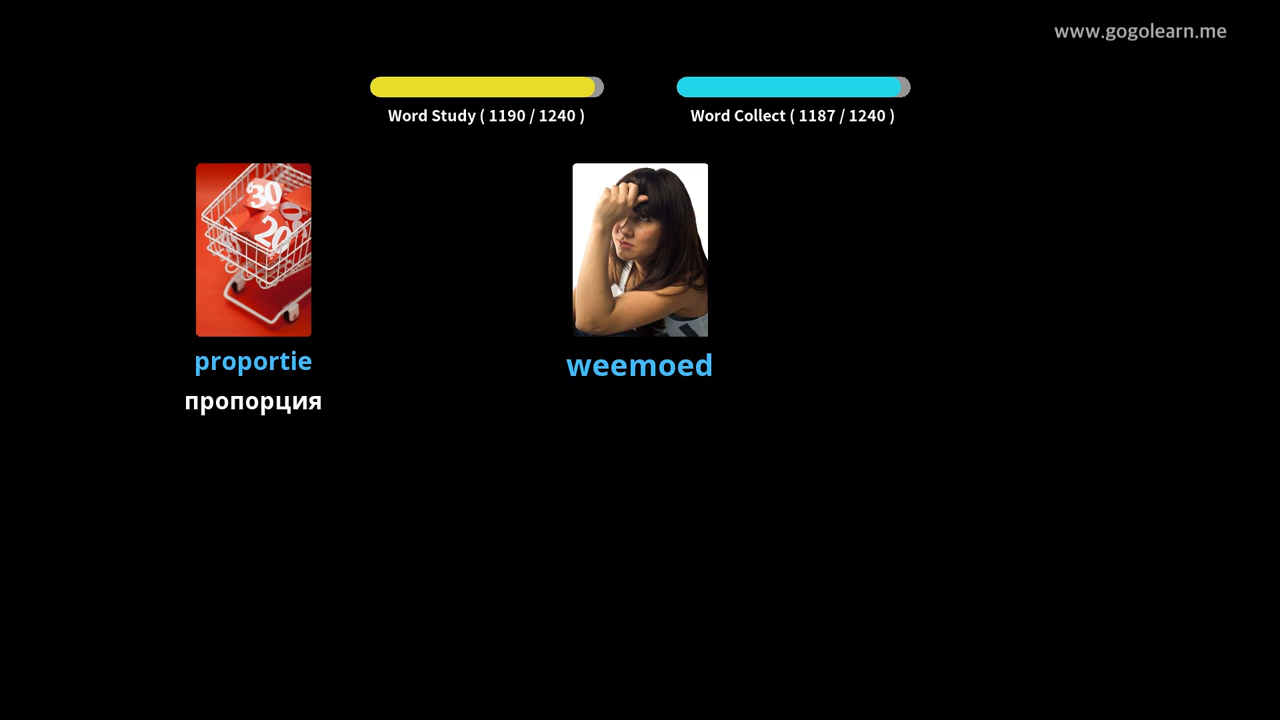 www.gogolearn.me
Word Study ( 1190 / 1240 )
Word Collect ( 1187 / 1240 )
30
20
proportie
пропорция
weemoed